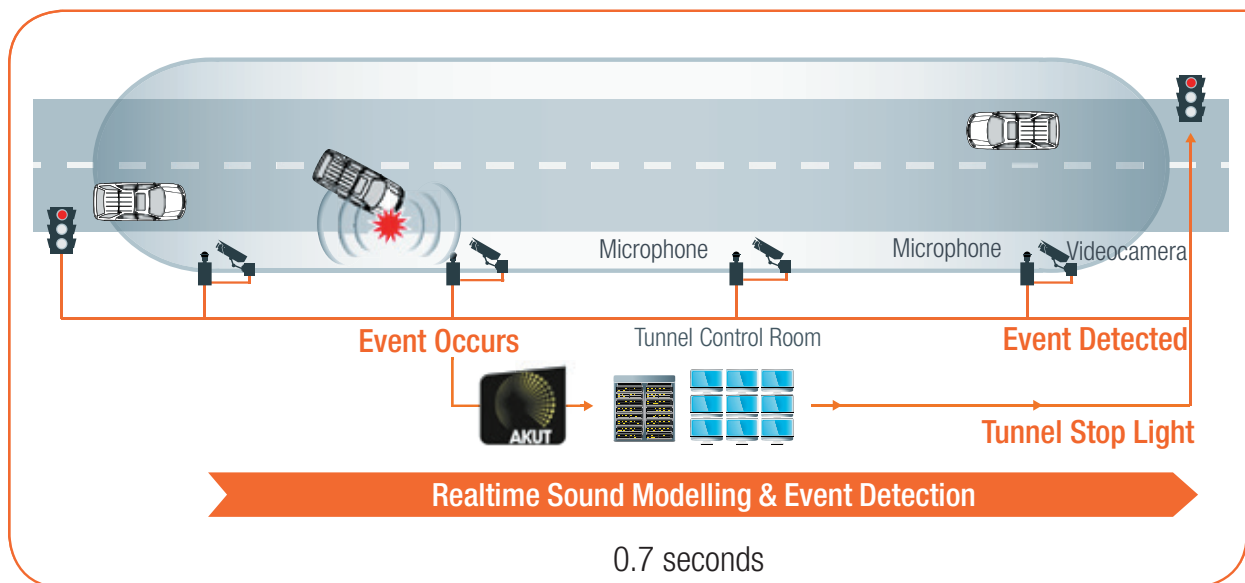 Microphone
Microphone
Videocamera
Event Occurs
Tunnel Control Room
Event Detected
AKUT
Tunnel Stop Light
Realtime Sound Modelling & Event Detection
0.7 seconds